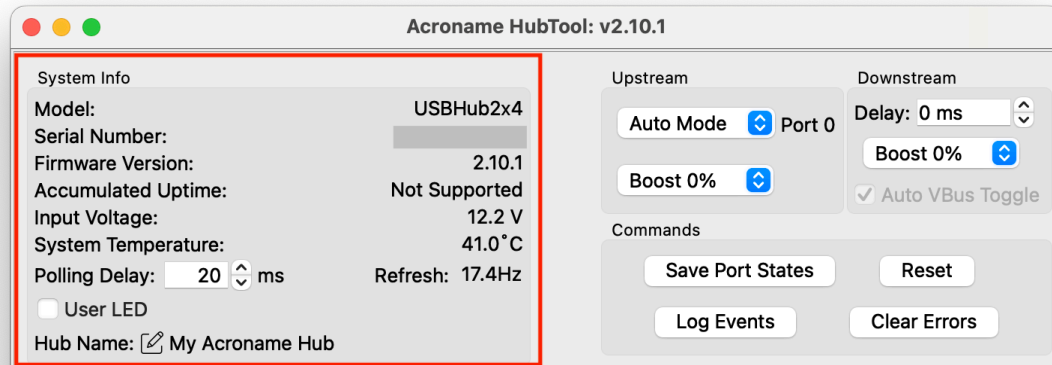 Acroname HubTool: v2.10.1
System Info
Model: USBHub2x4
Serial Number:
Firmware Version: 2.10.1
Accumulated Uptime: Not Supported
Input Voltage: 12.2 V
System Temperature: 41.0°C
Polling Delay: 20 ms Refresh: 17.4Hz
User LED
Hub Name: My Acroname Hub
Upstream
Auto Mode Port 0
Boost 0%
Downstream
Delay: 0 ms
Boost 0%
Auto VBus Toggle
Commands
Save Port States Reset
Log Events Clear Errors